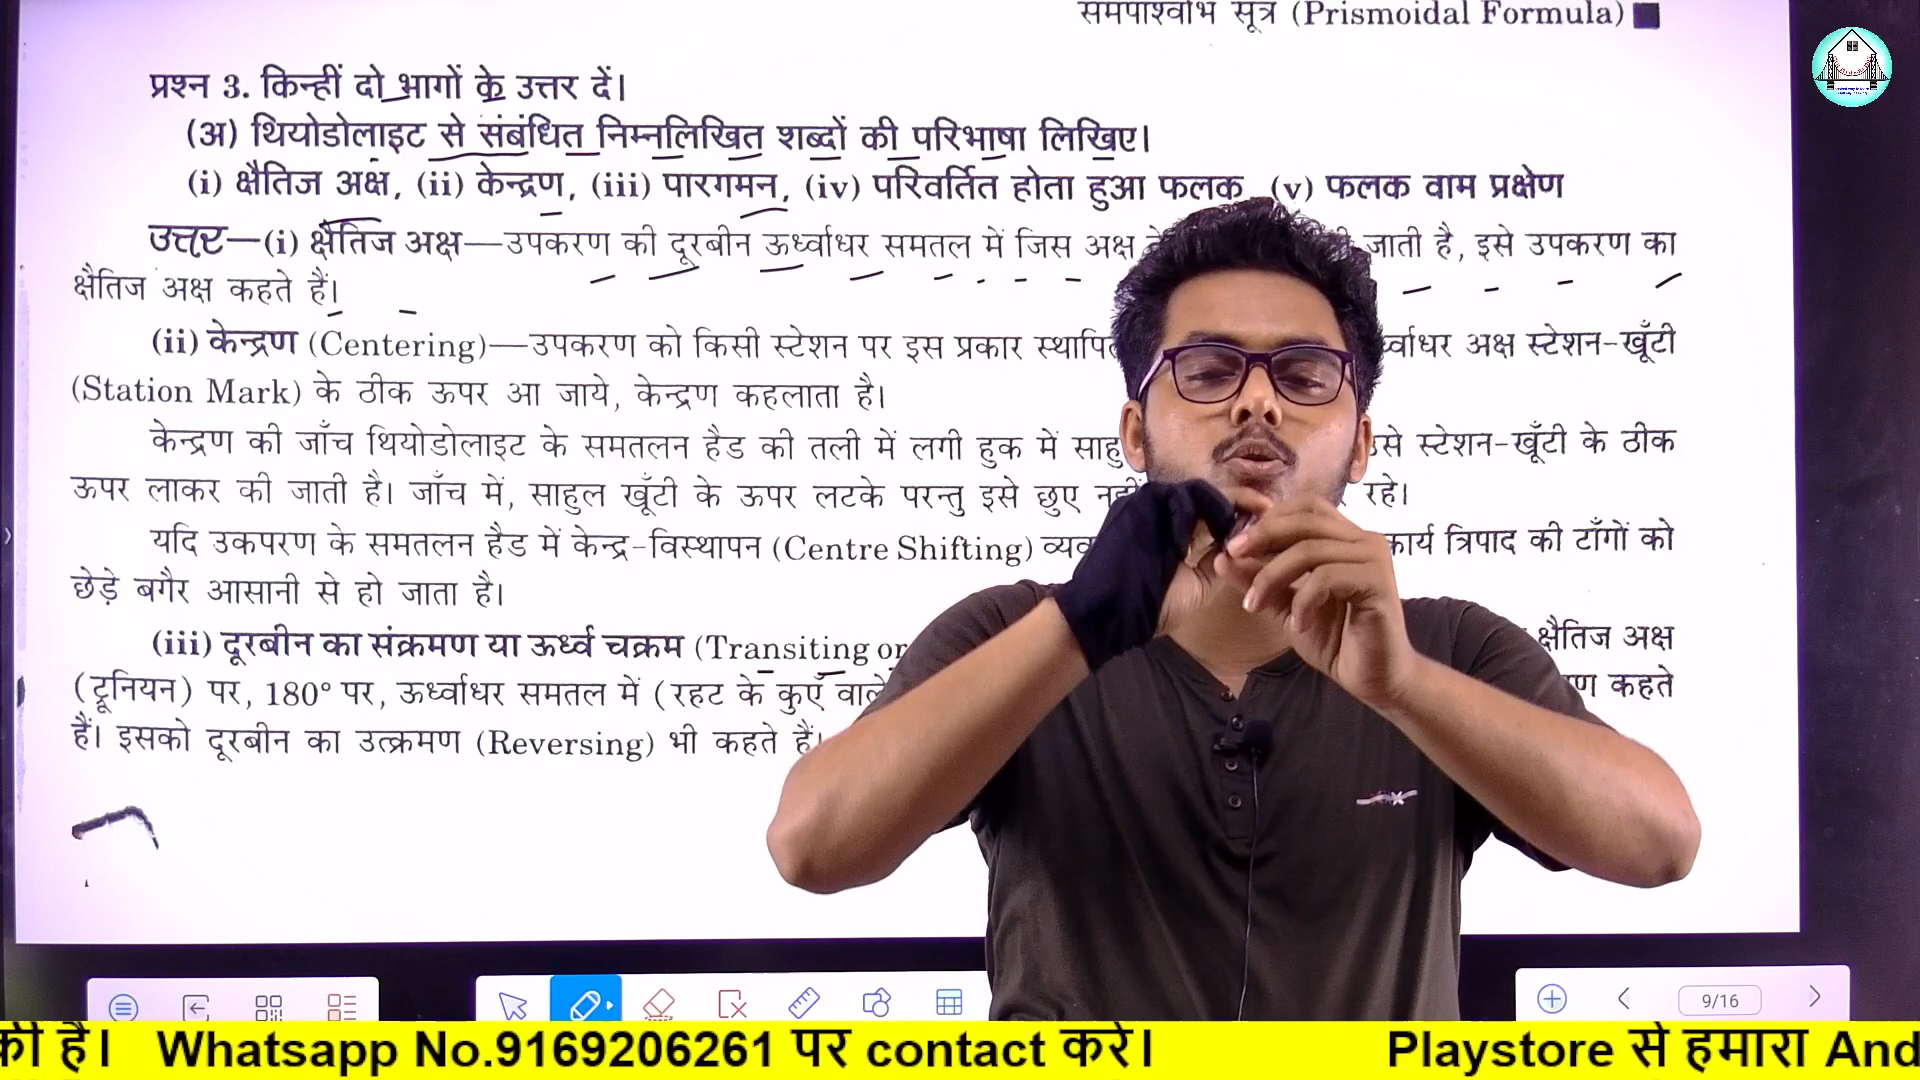 समपार्श्वाभ सूत्र (Prismoidal Formula)
प्रश्न 3. किन्हीं दो भागों के उत्तर दें।
(अ) थियोडोलाइट से संबंधित निम्नलिखित शब्दों की परिभाषा लिखिए।
(i) क्षैतिज अक्ष, (ii) केन्द्रण, (iii) पारगमन, (iv) परिवर्तित होता हुआ फलक (v) फलक वाम प्रक्षेण
उत्तर—(i) क्षैतिज अक्ष—उपकरण की दूरबीन ऊर्ध्वाधर समतल में जिस अक्ष जाती है, इसे उपकरण का
क्षैतिज अक्ष कहते हैं।
(ii) केन्द्रण (Centering)—उपकरण को किसी स्टेशन पर इस प्रकार अक्ष स्टेशन-खूँटी
(Station Mark) के ठीक ऊपर आ जाये, केन्द्रण कहलाता है।
केन्द्रण की जाँच थियोडोलाइट के समतलन हैड की तली में लगी हुक में उसे स्टेशन-खूँटी के ठीक
ऊपर लाकर की जाती है। जाँच में, साहुल खूँटी के ऊपर लटके परन्तु इसे छुए नहीं रहे।
यदि उकपरण के समतलन हैड में केन्द्र-विस्थापन (Centre Shifting) कार्य त्रिपाद की टाँगों को
छेड़े बगैर आसानी से हो जाता है।
(iii) दूरबीन का संक्रमण या ऊर्ध्व चक्रम (Transiting or क्षैतिज अक्ष
(ट्रूनियन) पर, 180° पर, ऊर्ध्वाधर समतल में (रहट के कुएँ वाले कहते
हैं। इसको दूरबीन का उत्क्रमण (Reversing) भी कहते हैं।
9/16
की है। Whatsapp No.9169206261 पर contact करे। Playstore से हमारा And